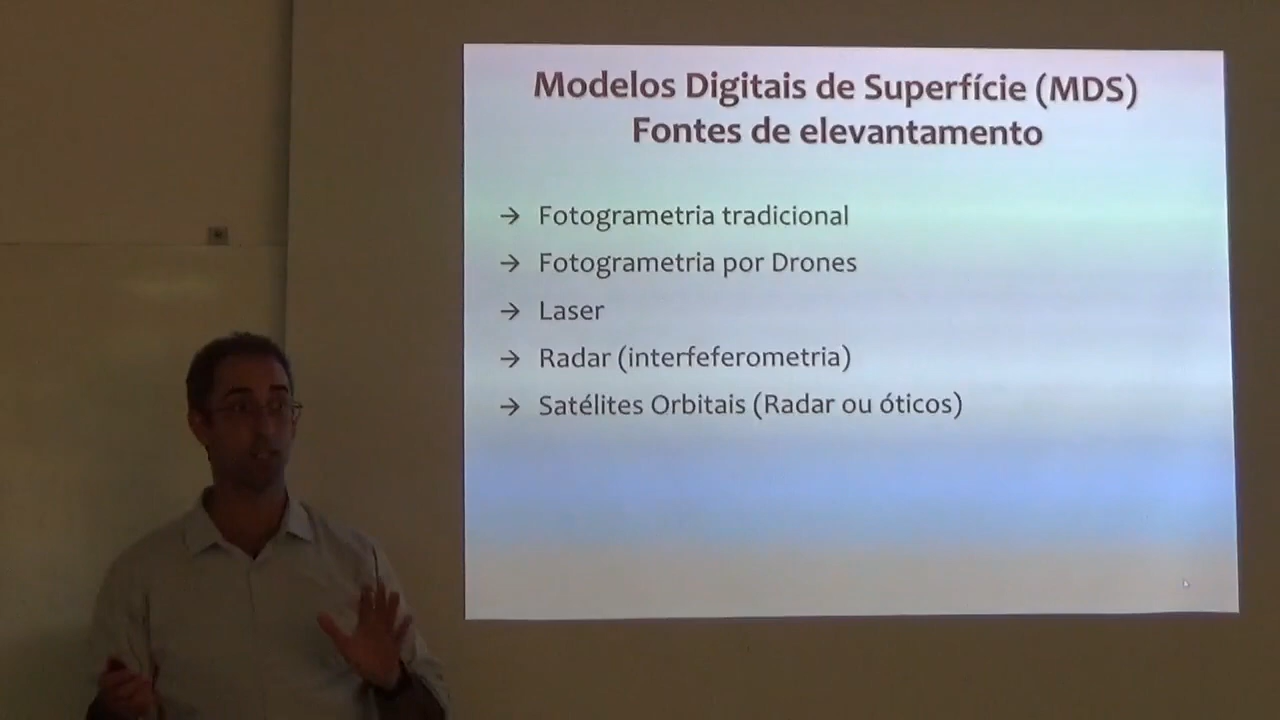 Modelos Digitais de Superfície (MDS)
Fontes de elevantamento
→ Fotogrametria tradicional
→ Fotogrametria por Drones
→ Laser
→ Radar (interfeferometria)
→ Satélites Orbitais (Radar ou óticos)